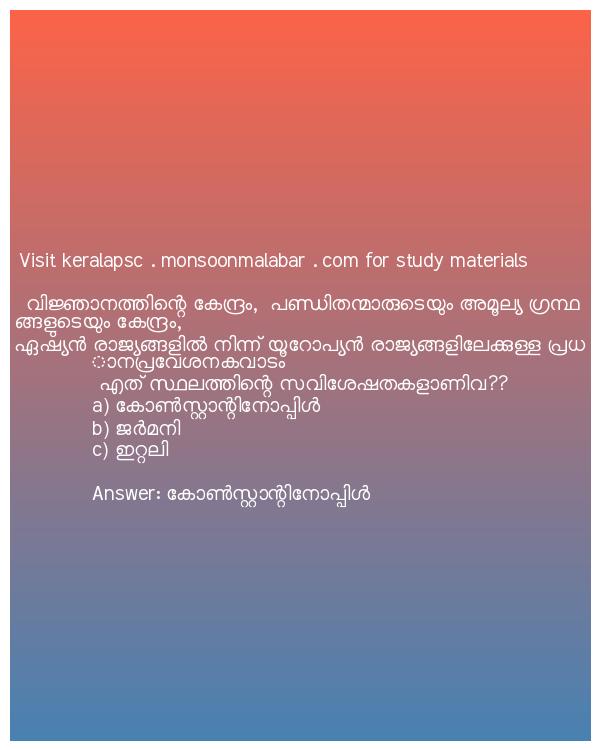 Visit keralapsc . monsoonmalabar . com for study materials
വിജ്ഞാനത്തിന്റെ കേന്ദ്രം,  പണ്ഡിതന്മാരുടെയും അമൂല്യ ഗ്രന്ഥ
ങ്ങളുടെയും കേന്ദ്രം,
ഏഷ്യൻ രാജ്യങ്ങളിൽ നിന്ന് യൂറോപ്യൻ രാജ്യങ്ങളിലേക്കുള്ള പ്രധ
ാനപ്രവേശനകവാടം
എത് സ്ഥലത്തിന്റെ സവിശേഷതകളാണിവ??
a) കോൺസ്റ്റാന്റിനോപ്പിൾ
b) ജർമനി
c) ഇറ്റലി
Answer: കോൺസ്റ്റാന്റിനോപ്പിൾ